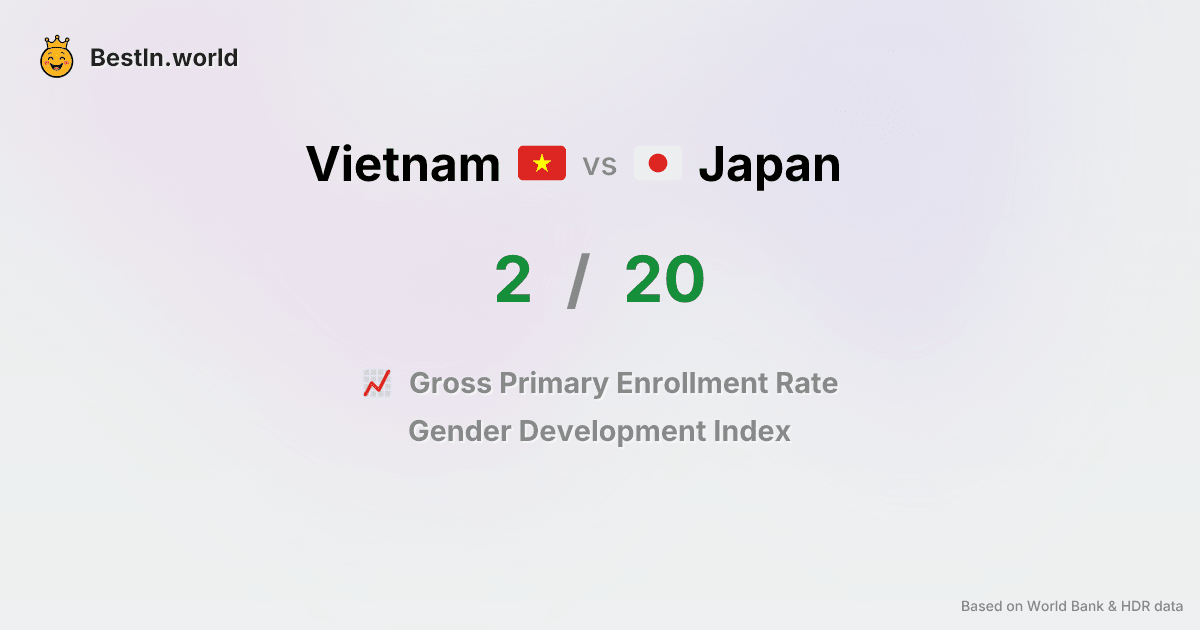 BestIn.world
Vietnam vs Japan
2 / 20
Gross Primary Enrollment Rate
Gender Development Index
Based on World Bank & HDR data